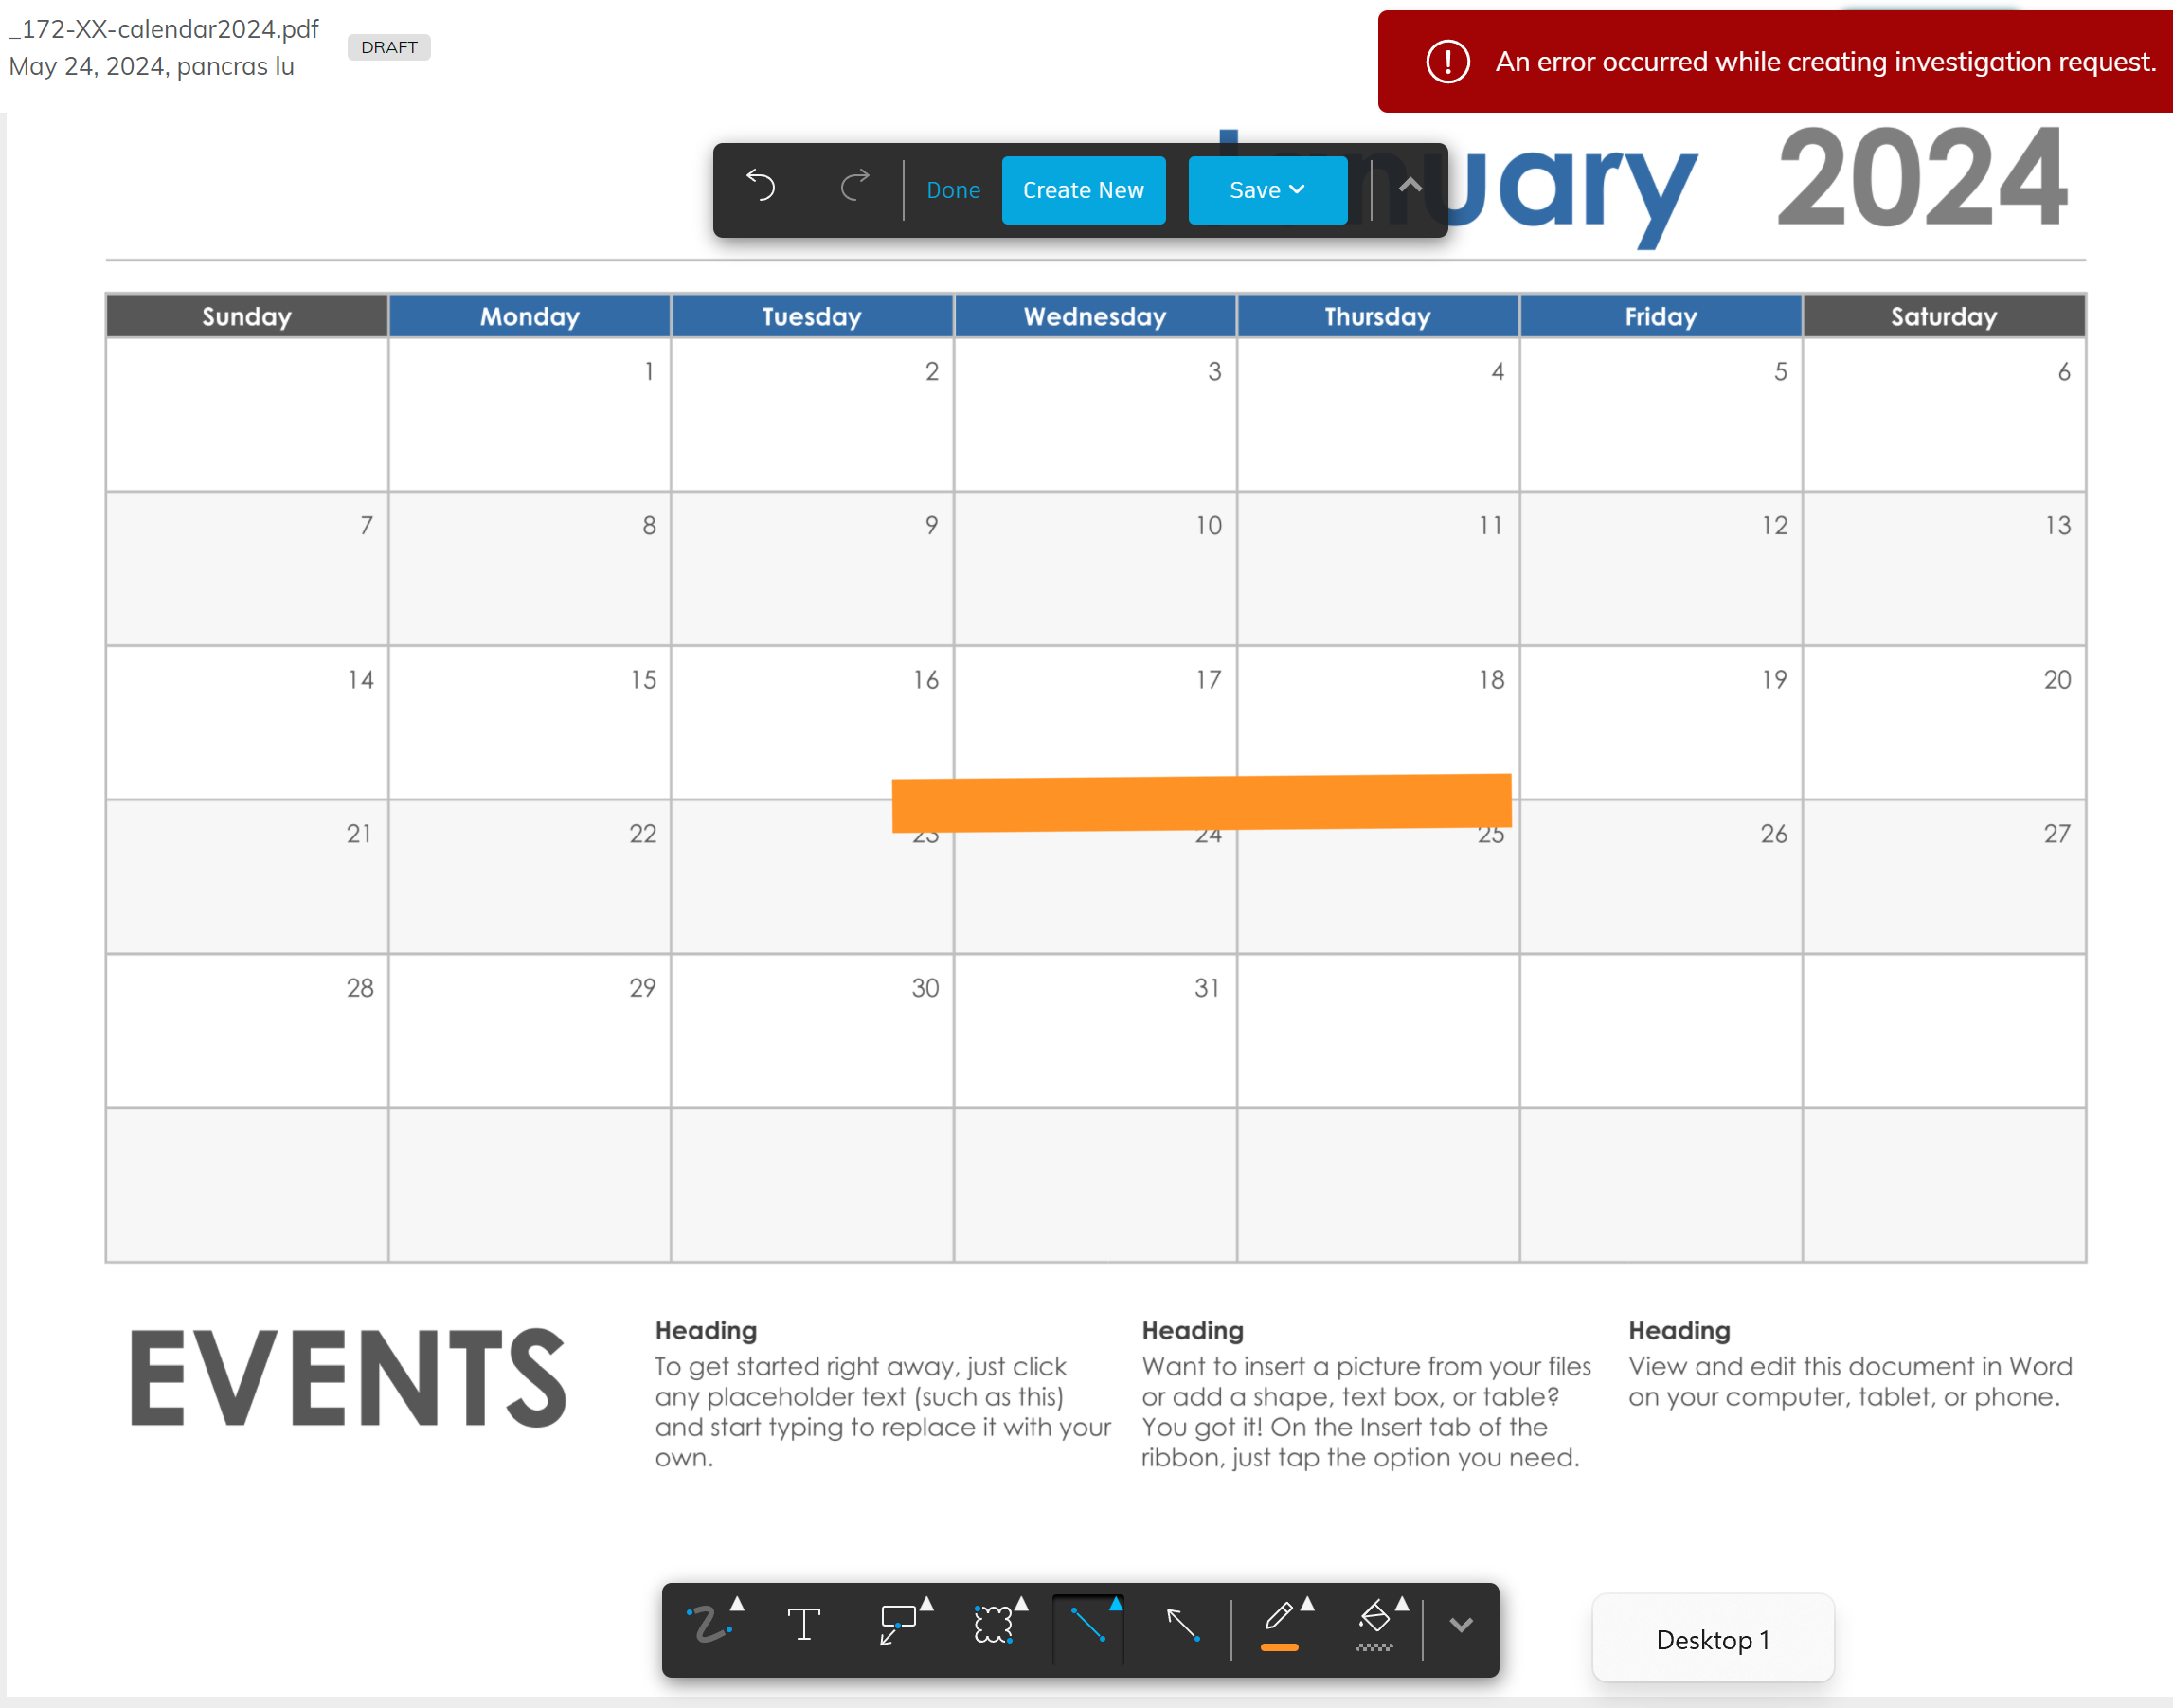 _172-XX-calendar2024.pdf
May 24, 2024, pancras lu
DRAFT
An error occurred while creating investigation request.
Done
Create New
Save
January 2024
Sunday Monday Tuesday Wednesday Thursday Friday Saturday
1 2 3 4 5 6
7 8 9 10 11 12 13
14 15 16 17 18 19 20
21 22 23 24 25 26 27
28 29 30 31
EVENTS
Heading
To get started right away, just click
any placeholder text (such as this)
and start typing to replace it with your
own.
Heading
Want to insert a picture from your files
or add a shape, text box, or table?
You got it! On the Insert tab of the
ribbon, just tap the option you need.
Heading
View and edit this document in Word
on your computer, tablet, or phone.
T
Desktop 1